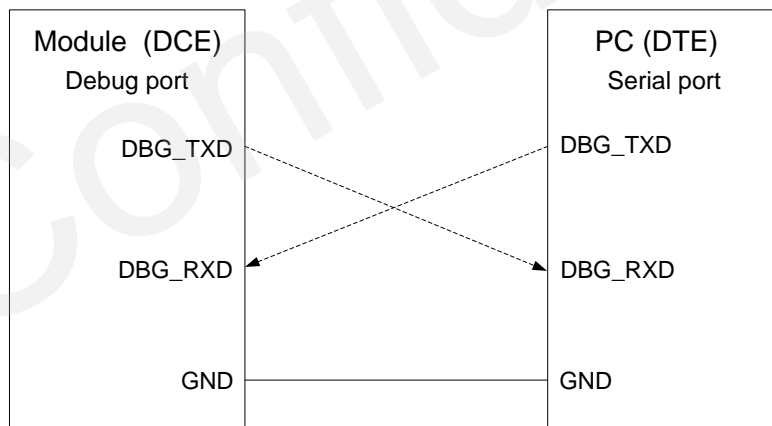 Module (DCE)
Debug port
DBG_TXD
DBG_RXD
GND
PC (DTE)
Serial port
DBG_TXD
DBG_RXD
GND